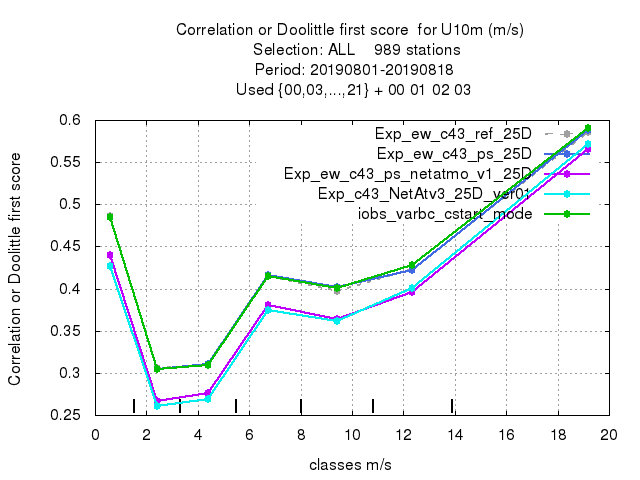 Correlation or Doolittle first score  for U10m (m/s)
Selection: ALL    989 stations
Period: 20190801-20190818
Used {00,03,...,21} + 00 01 02 03
Correlation or Doolittle first score
0.6
0.55
0.5
0.45
0.4
0.35
0.3
0.25
Exp_ew_c43_ref_25D
Exp_ew_c43_ps_25D
Exp_ew_c43_ps_netatmo_v1_25D
Exp_c43_NetAtv3_25D_ver01
iobs_varbc_cstart_mode
0 2 4 6 8 10 12 14 16 18 20
classes m/s